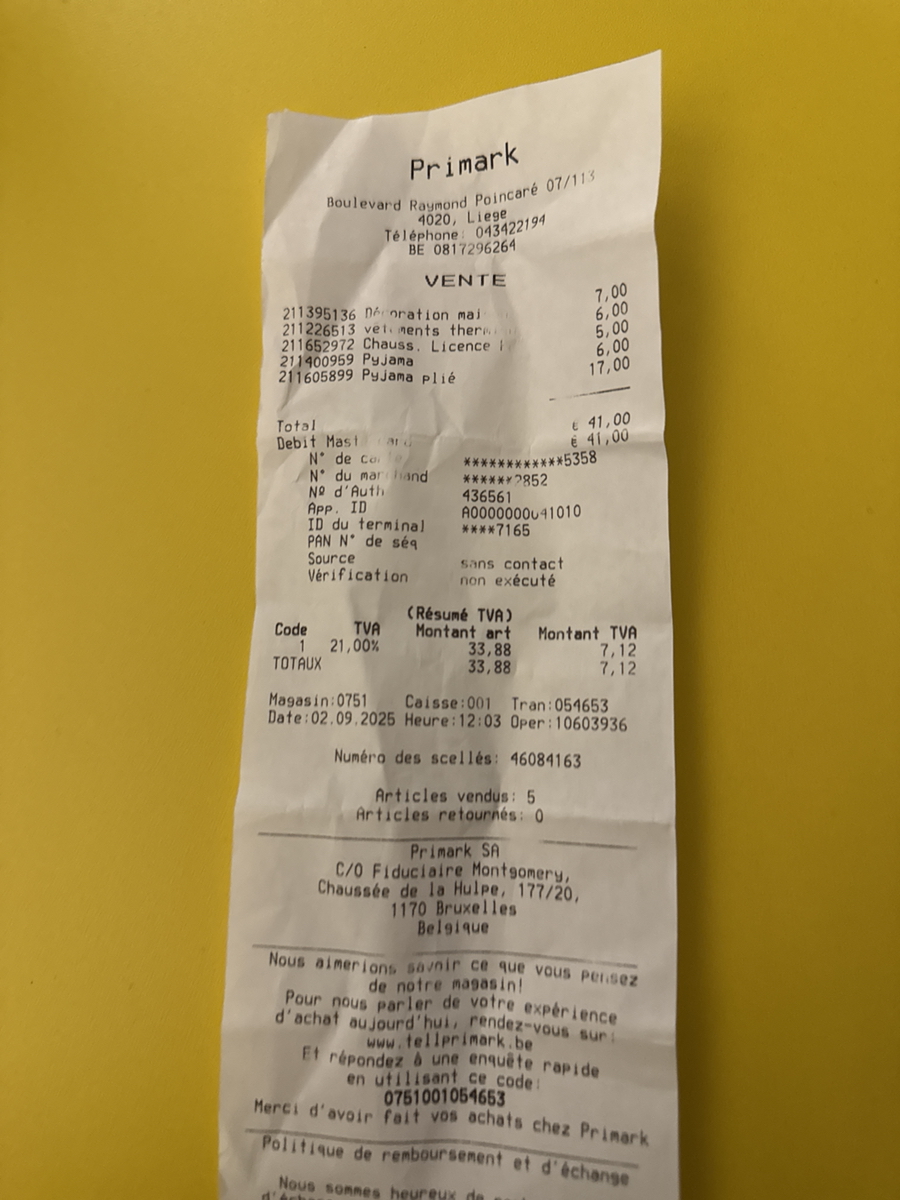 Primark
Boulevard Raymond Poincaré 07/113
4020, Liege
Téléphone: 043422194
BE 0817296264
VENTE
211395136 mai 7,00
211226513 6,00
211652972 Chauss. Licence 5,00
211400959 Pyjama 6,00
211605899 Pyjama plié 17,00
Total € 41,00
Debit € 41,00
N° de ************5358
N° du
Nº d'Auth 436561
App. ID
ID du terminal ****7165
PAN N° de séq
Source sans contact
Vérification non exécuté
(Résumé TVA)
Code TVA Montant art Montant TVA
1 21,00% 33,88 7,12
TOTAUX 33,88 7,12
Magasin:0751 Caisse:001 Tran:054653
Date:02.09.2025 Heure:12:03 Oper:10603936
Numéro des scellés: 46084163
Articles vendus: 5
Articles retournés: 0
Primark SA
C/O Fiduciaire Montgomery,
Chaussée de la Hulpe, 177/20,
1170 Bruxelles
Belgique
Nous aimerions savoir ce que vous pensez
de notre magasin!
Pour nous parler de votre expérience
d'achat aujourd'hui, rendez-vous sur:
www.tellprimark.be
Et répondez à une enquête rapide
en utilisant ce code:
0751001054653
Merci d'avoir fait vos achats chez Primark
Politique de remboursement et d'échange
Nous sommes heureux de